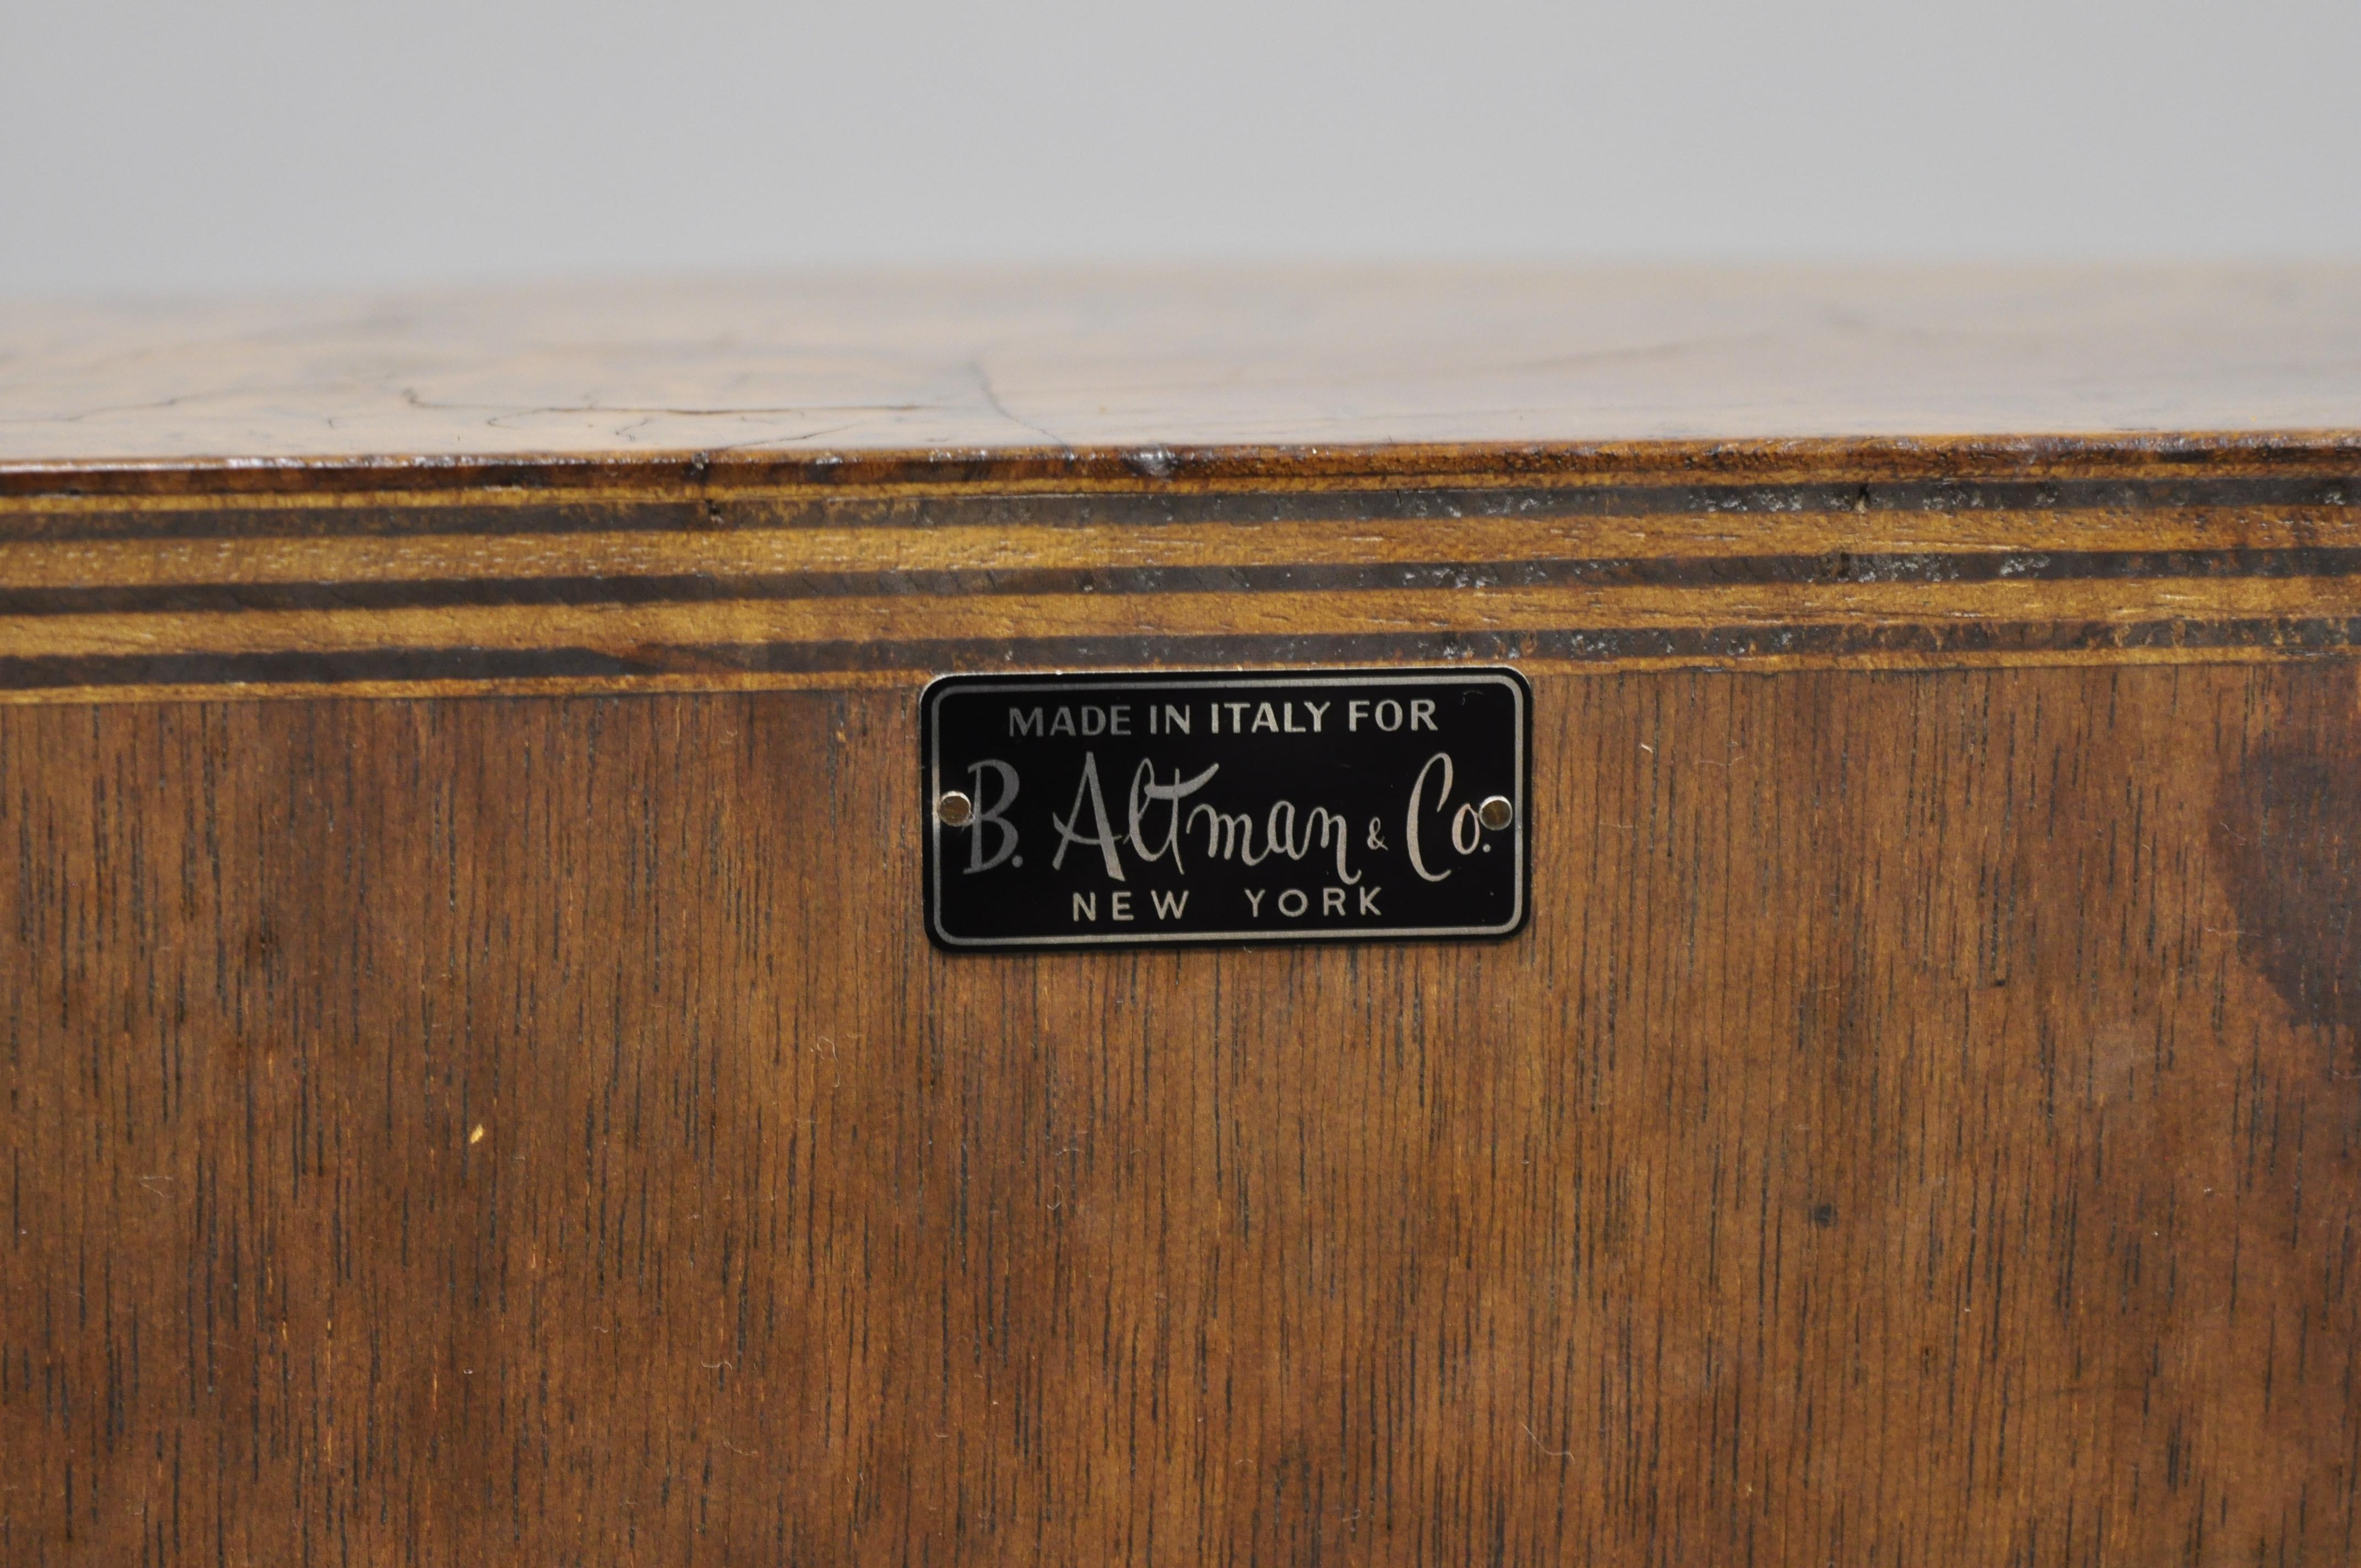 MADE IN ITALY FOR
B. Altman & Co.
NEW YORK